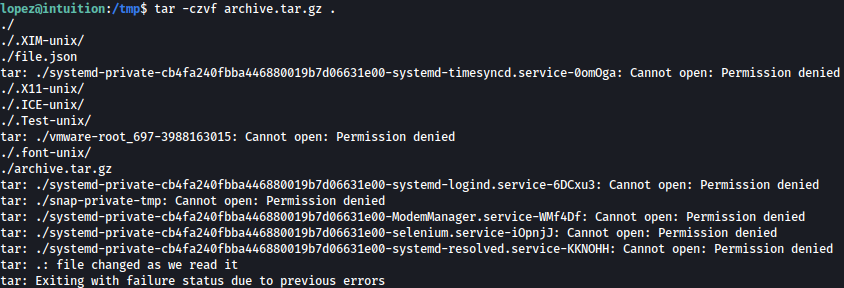 lopez@intuition:/tmp$ tar -czvf archive.tar.gz .
./
./.XIM-unix/
./file.json
tar: ./systemd-private-cb4fa240fbba446880019b7d06631e00-systemd-timesyncd.service-0omOga: Cannot open: Permission denied
./.X11-unix/
./.ICE-unix/
./.Test-unix/
tar: ./vmware-root_697-3988163015: Cannot open: Permission denied
./.font-unix/
./archive.tar.gz
tar: ./systemd-private-cb4fa240fbba446880019b7d06631e00-systemd-logind.service-6DCxu3: Cannot open: Permission denied
tar: ./snap-private-tmp: Cannot open: Permission denied
tar: ./systemd-private-cb4fa240fbba446880019b7d06631e00-ModemManager.service-WMf4Df: Cannot open: Permission denied
tar: ./systemd-private-cb4fa240fbba446880019b7d06631e00-selenium.service-iOpnjJ: Cannot open: Permission denied
tar: ./systemd-private-cb4fa240fbba446880019b7d06631e00-systemd-resolved.service-KKNOHH: Cannot open: Permission denied
tar: .: file changed as we read it
tar: Exiting with failure status due to previous errors